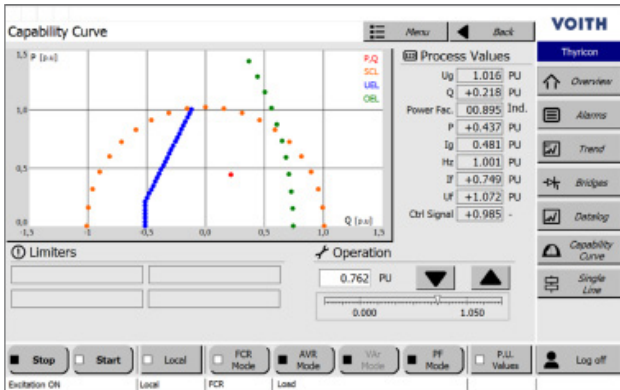 Capability Curve
Menu
Back
VOITH
Thyricon
1,5 P [p.u]
1,0
0,5
0,0
-1,5 -1 -0,5 0,0 0,5 1,0 1,5
Q [p.u]
P,Q
SCL
UEL
OEL
Process Values
Ug 1.016 PU
Q +0.218 PU
Power Fac. 00.895 Ind.
P +0.437 PU
Ig 0.481 PU
Hz 1.001 PU
If +0.749 PU
Uf +1.072 PU
Ctrl Signal +0.985 -
Overview
Alarms
Trend
Bridges
Datalog
Capability Curve
Single Line
Limiters
Operation
0.762 PU
0.000 1.050
Stop
Start
Local
FCR Mode
AVR Mode
VAr Mode
PF Mode
P.U. Values
Log off
Excitation ON
Local
FCR
Load